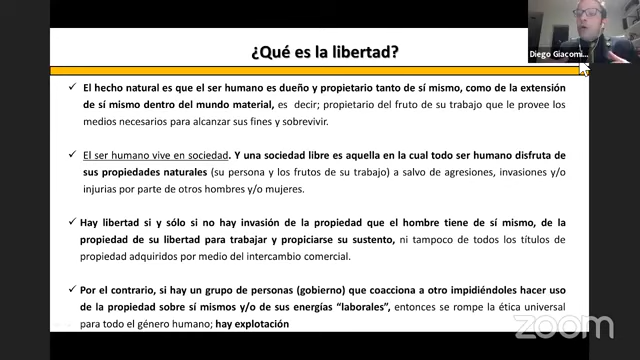 Diego Giacomi
¿Qué es la libertad?
✓ El hecho natural es que el ser humano es dueño y propietario tanto de sí mismo, como de la extensión
de sí mismo dentro del mundo material, es decir; propietario del fruto de su trabajo que le provee los
medios necesarios para alcanzar sus fines y sobrevivir.
✓ El ser humano vive en sociedad. Y una sociedad libre es aquella en la cual todo ser humano disfruta de
sus propiedades naturales (su persona y los frutos de su trabajo) a salvo de agresiones, invasiones y/o
injurias por parte de otros hombres y/o mujeres.
✓ Hay libertad si y sólo si no hay invasión de la propiedad que el hombre tiene de sí mismo, de la
propiedad de su libertad para trabajar y propiciarse su sustento, ni tampoco de todos los títulos de
propiedad adquiridos por medio del intercambio comercial.
✓ Por el contrario, si hay un grupo de personas (gobierno) que coacciona a otro impidiéndoles hacer uso
de la propiedad sobre sí mismos y/o de sus energías “laborales”, entonces se rompe la ética universal
para todo el género humano; hay explotación
zoom